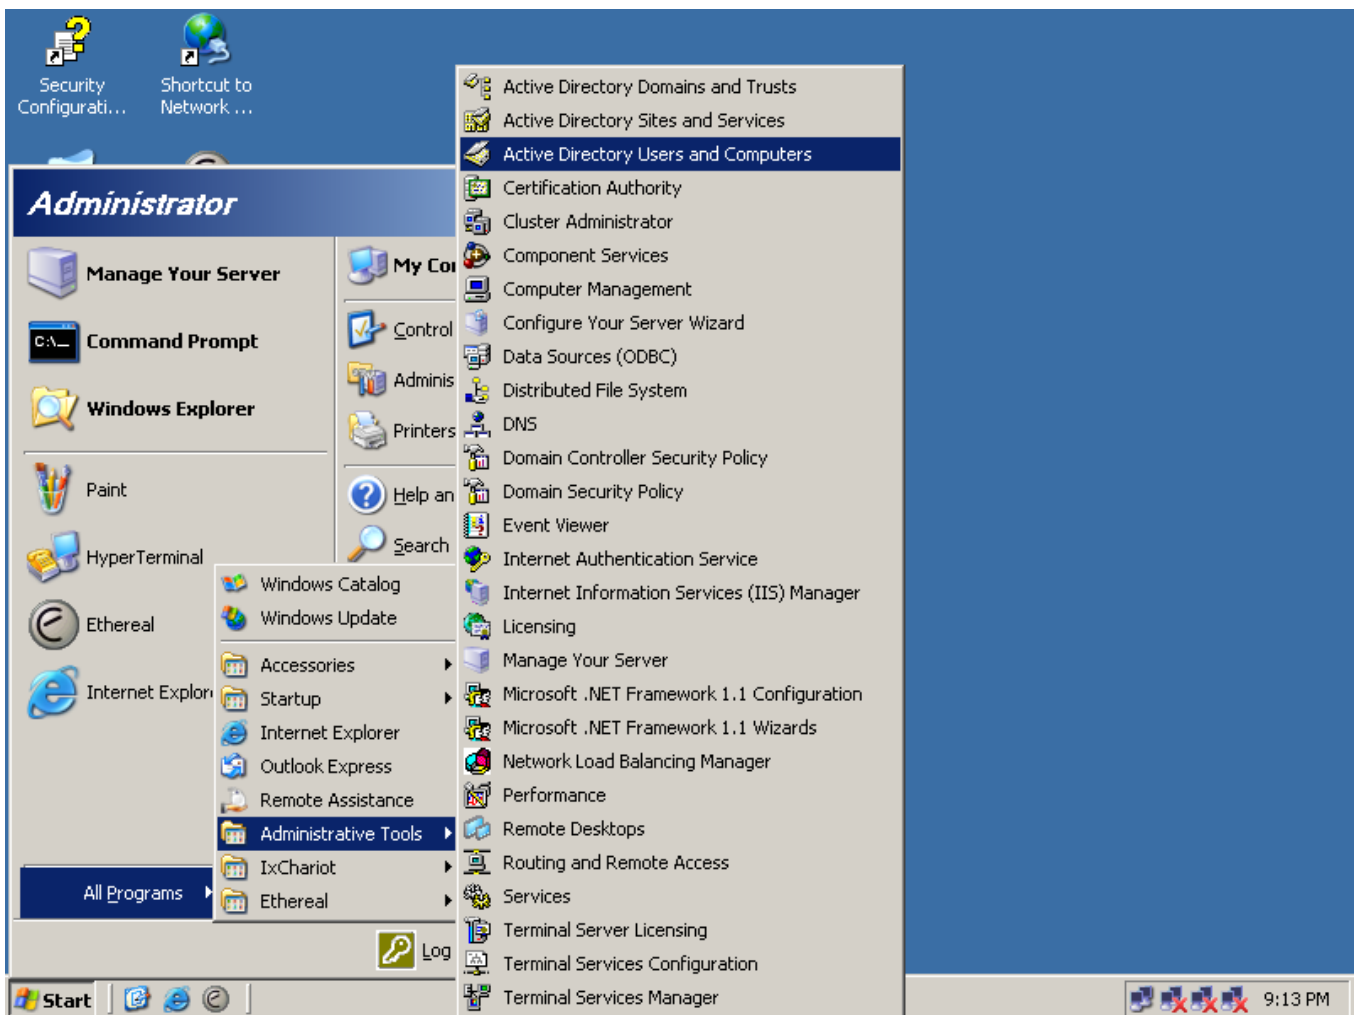 Security
Configurati...
Shortcut to
Network ...
Administrator
Manage Your Server
Command Prompt
Windows Explorer
Paint
HyperTerminal
Ethereal
Internet Explor
All Programs
My Co
Control
Adminis
Printers
Help an
Search
Log
Windows Catalog
Windows Update
Accessories
Startup
Internet Explorer
Outlook Express
Remote Assistance
Administrative Tools
IxChariot
Ethereal
Active Directory Domains and Trusts
Active Directory Sites and Services
Active Directory Users and Computers
Certification Authority
Cluster Administrator
Component Services
Computer Management
Configure Your Server Wizard
Data Sources (ODBC)
Distributed File System
DNS
Domain Controller Security Policy
Domain Security Policy
Event Viewer
Internet Authentication Service
Internet Information Services (IIS) Manager
Licensing
Manage Your Server
Microsoft .NET Framework 1.1 Configuration
Microsoft .NET Framework 1.1 Wizards
Network Load Balancing Manager
Performance
Remote Desktops
Routing and Remote Access
Services
Terminal Server Licensing
Terminal Services Configuration
Terminal Services Manager
Start
9:13 PM